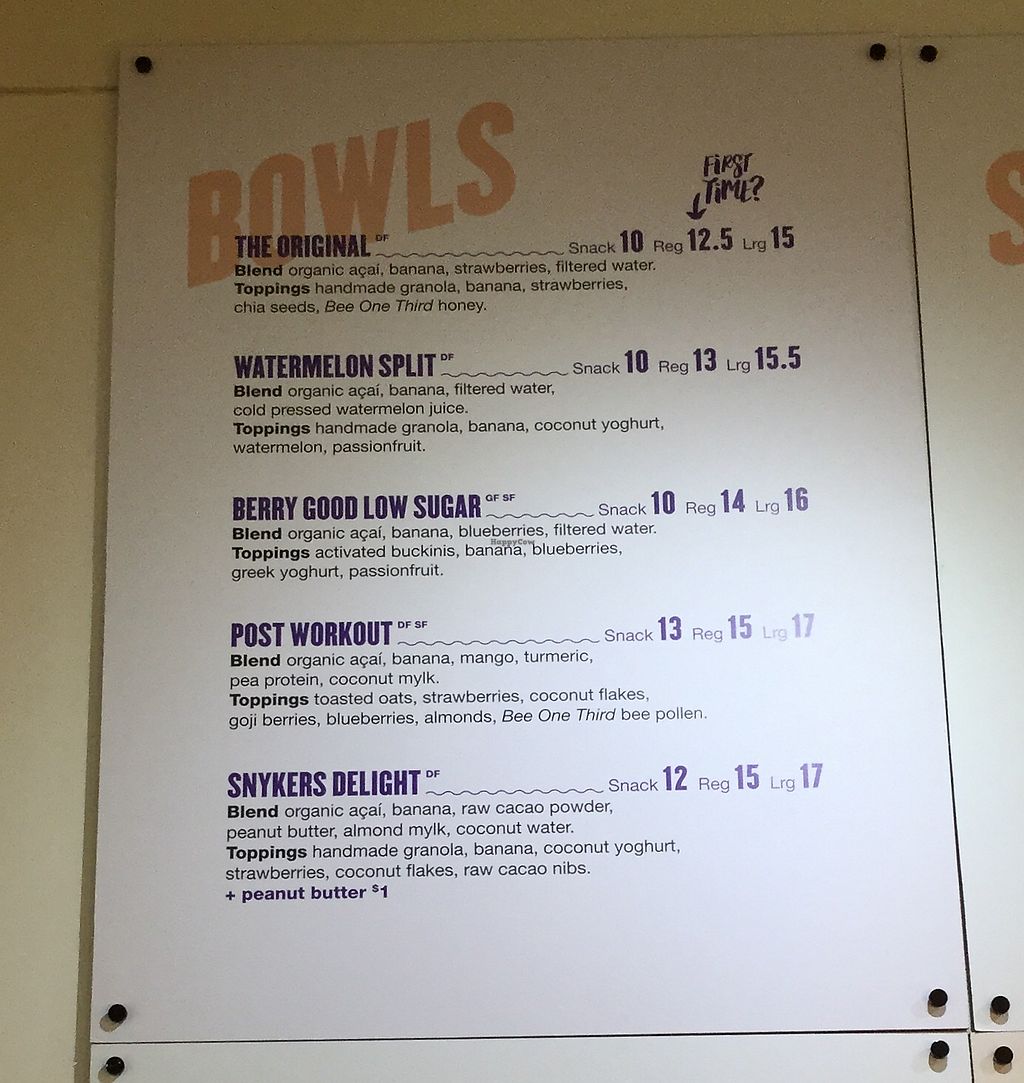 BOWLS
FIRST
TIME?
THE ORIGINAL DF Snack 10 Reg 12.5 Lrg 15
Blend organic açaí, banana, strawberries, filtered water.
Toppings handmade granola, banana, strawberries,
chia seeds, Bee One Third honey.
WATERMELON SPLIT DF Snack 10 Reg 13 Lrg 15.5
Blend organic açaí, banana, filtered water,
cold pressed watermelon juice.
Toppings handmade granola, banana, coconut yoghurt,
watermelon, passionfruit.
BERRY GOOD LOW SUGAR GF SF Snack 10 Reg 14 Lrg 16
Blend organic açaí, banana, blueberries, filtered water.
HappyCow
Toppings activated buckinis, banana, blueberries,
greek yoghurt, passionfruit.
POST WORKOUT DF SF Snack 13 Reg 15 Lrg 17
Blend organic açaí, banana, mango, turmeric,
pea protein, coconut mylk.
Toppings toasted oats, strawberries, coconut flakes,
goji berries, blueberries, almonds, Bee One Third bee pollen.
SNYKERS DELIGHT DF Snack 12 Reg 15 Lrg 17
Blend organic açaí, banana, raw cacao powder,
peanut butter, almond mylk, coconut water.
Toppings handmade granola, banana, coconut yoghurt,
strawberries, coconut flakes, raw cacao nibs.
+ peanut butter $1